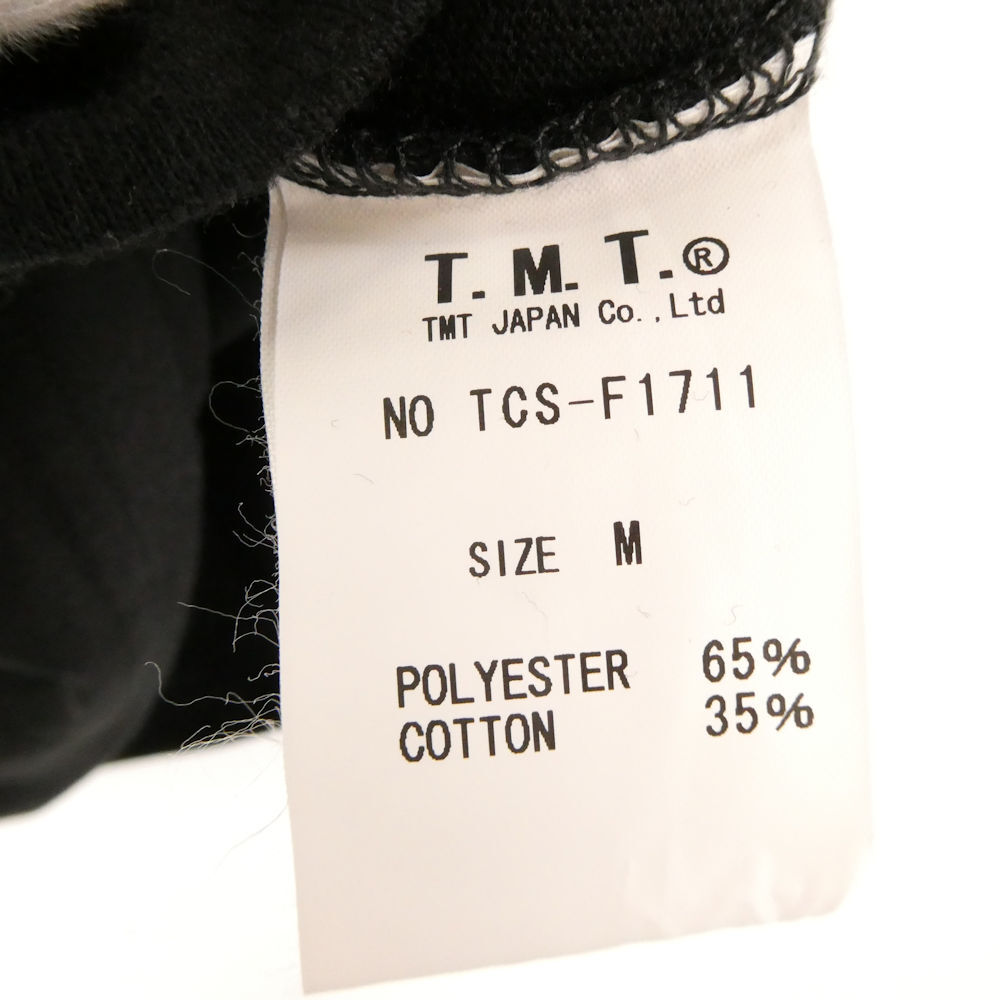 T. M. T.®
TMT JAPAN Co.,Ltd
NO TCS-F1711
SIZE M
POLYESTER 65%
COTTON 35%